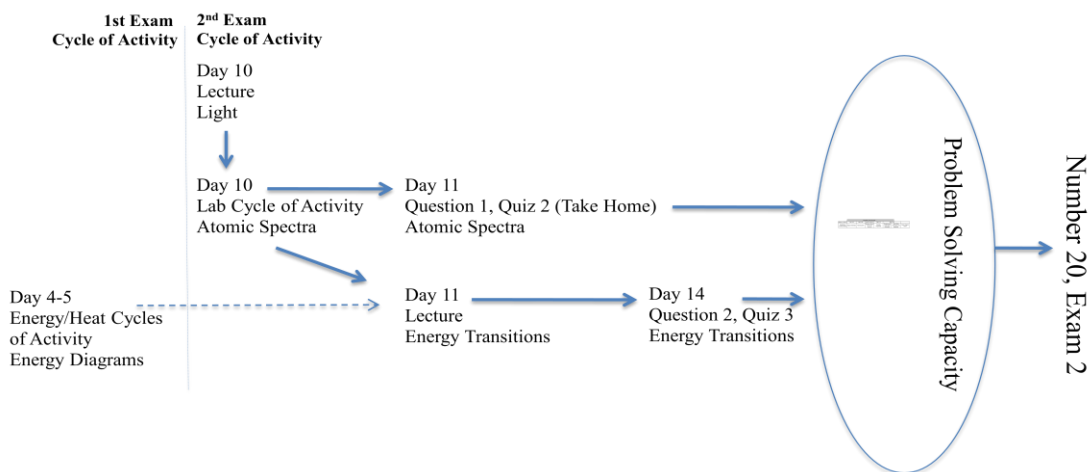 1st Exam
Cycle of Activity
2nd Exam
Cycle of Activity
Day 10
Lecture
Light
Day 10
Lab Cycle of Activity
Atomic Spectra
Day 11
Question 1, Quiz 2 (Take Home)
Atomic Spectra
Day 4-5
Energy/Heat Cycles
of Activity
Energy Diagrams
Day 11
Lecture
Energy Transitions
Day 14
Question 2, Quiz 3
Energy Transitions
Problem Solving Capacity
Number 20, Exam 2